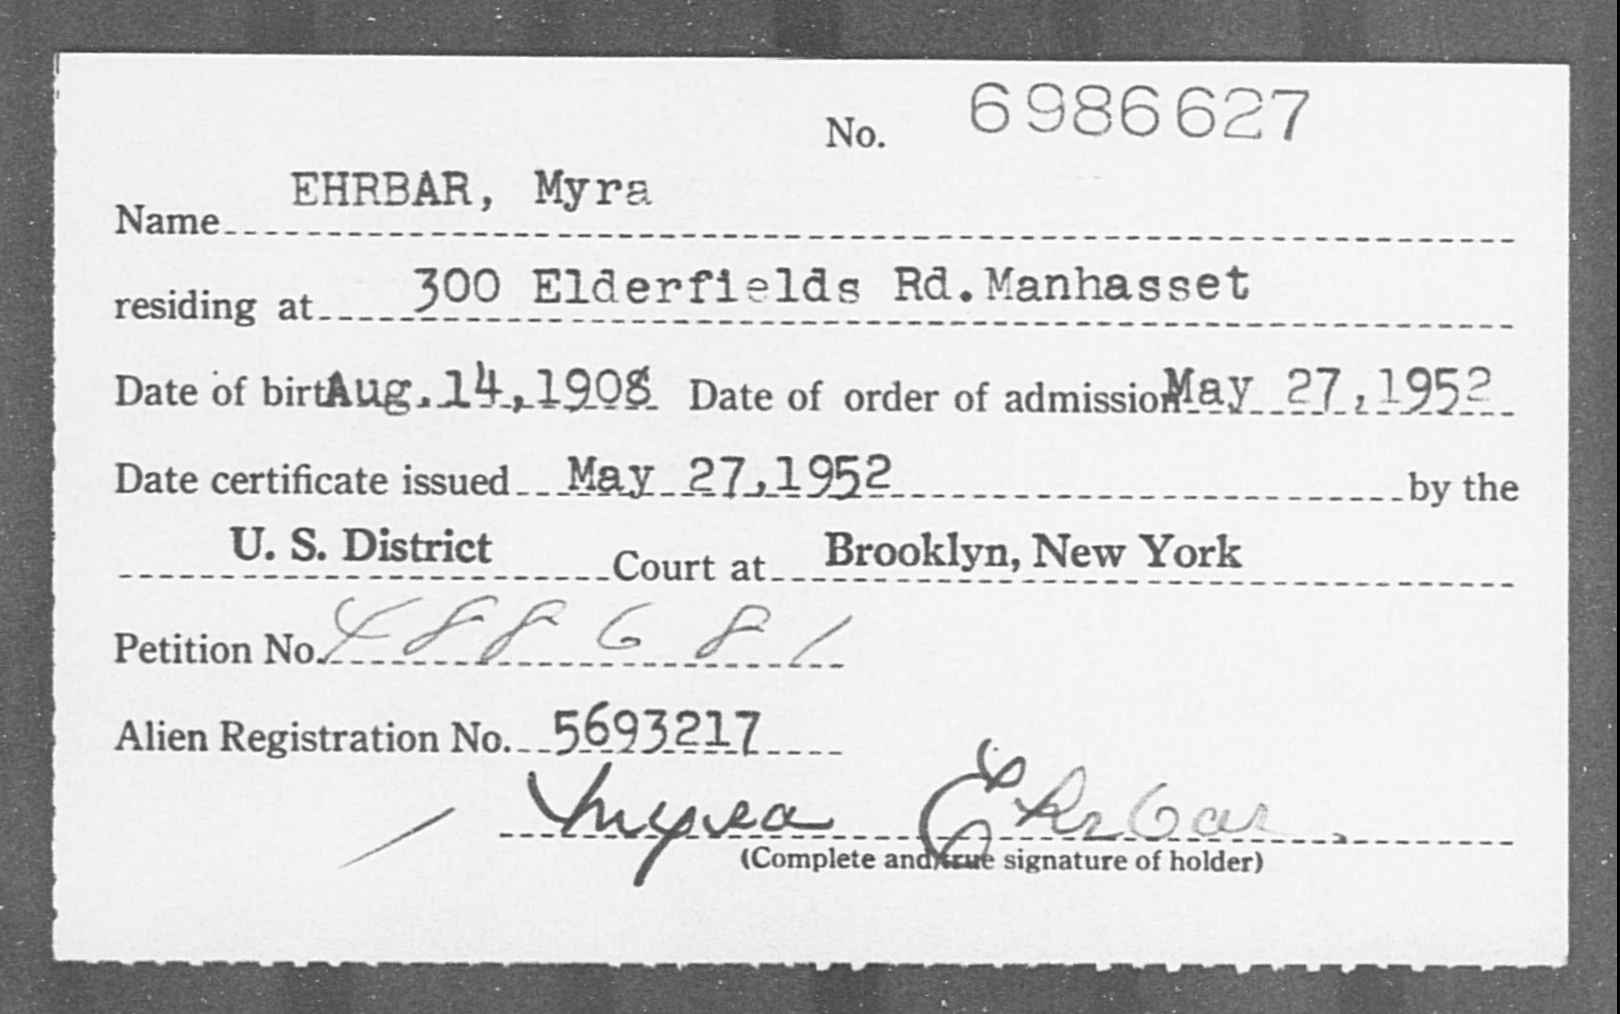 No. 6986627
Name EHRBAR, Myra
residing at 300 Elderfields Rd.Manhasset
Date of birth Aug.14,1908 Date of order of admission May 27,1952
Date certificate issued May 27,1952 by the
U. S. District Court at Brooklyn, New York
Petition No. 488681
Alien Registration No. 5693217
Myra Ehrbar.
(Complete and true signature of holder)